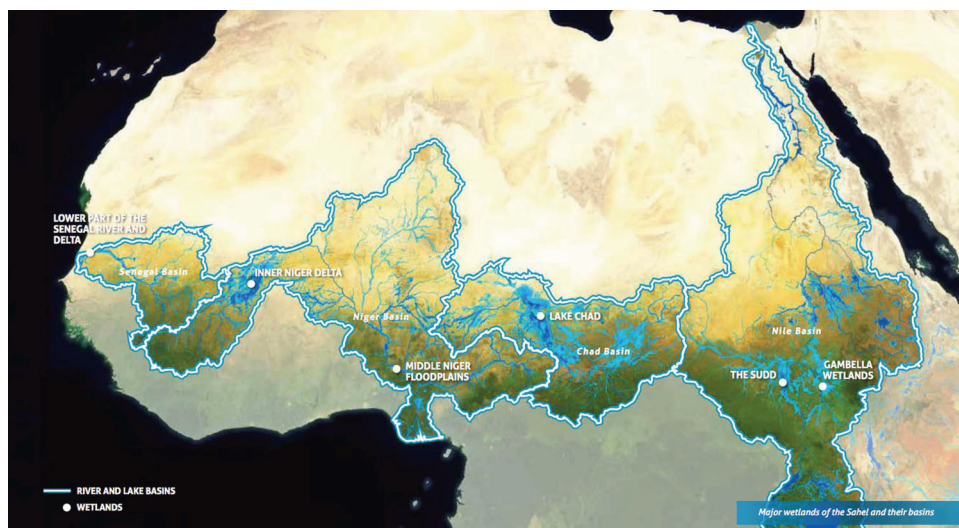 LOWER PART OF THE
SENEGAL RIVER AND
DELTA
Senegal Basin
INNER NIGER DELTA
Niger Basin
MIDDLE NIGER
FLOODPLAINS
LAKE CHAD
Chad Basin
Nile Basin
THE SUDD
GAMBELLA
WETLANDS
RIVER AND LAKE BASINS
WETLANDS
Major wetlands of the Sahel and their basins